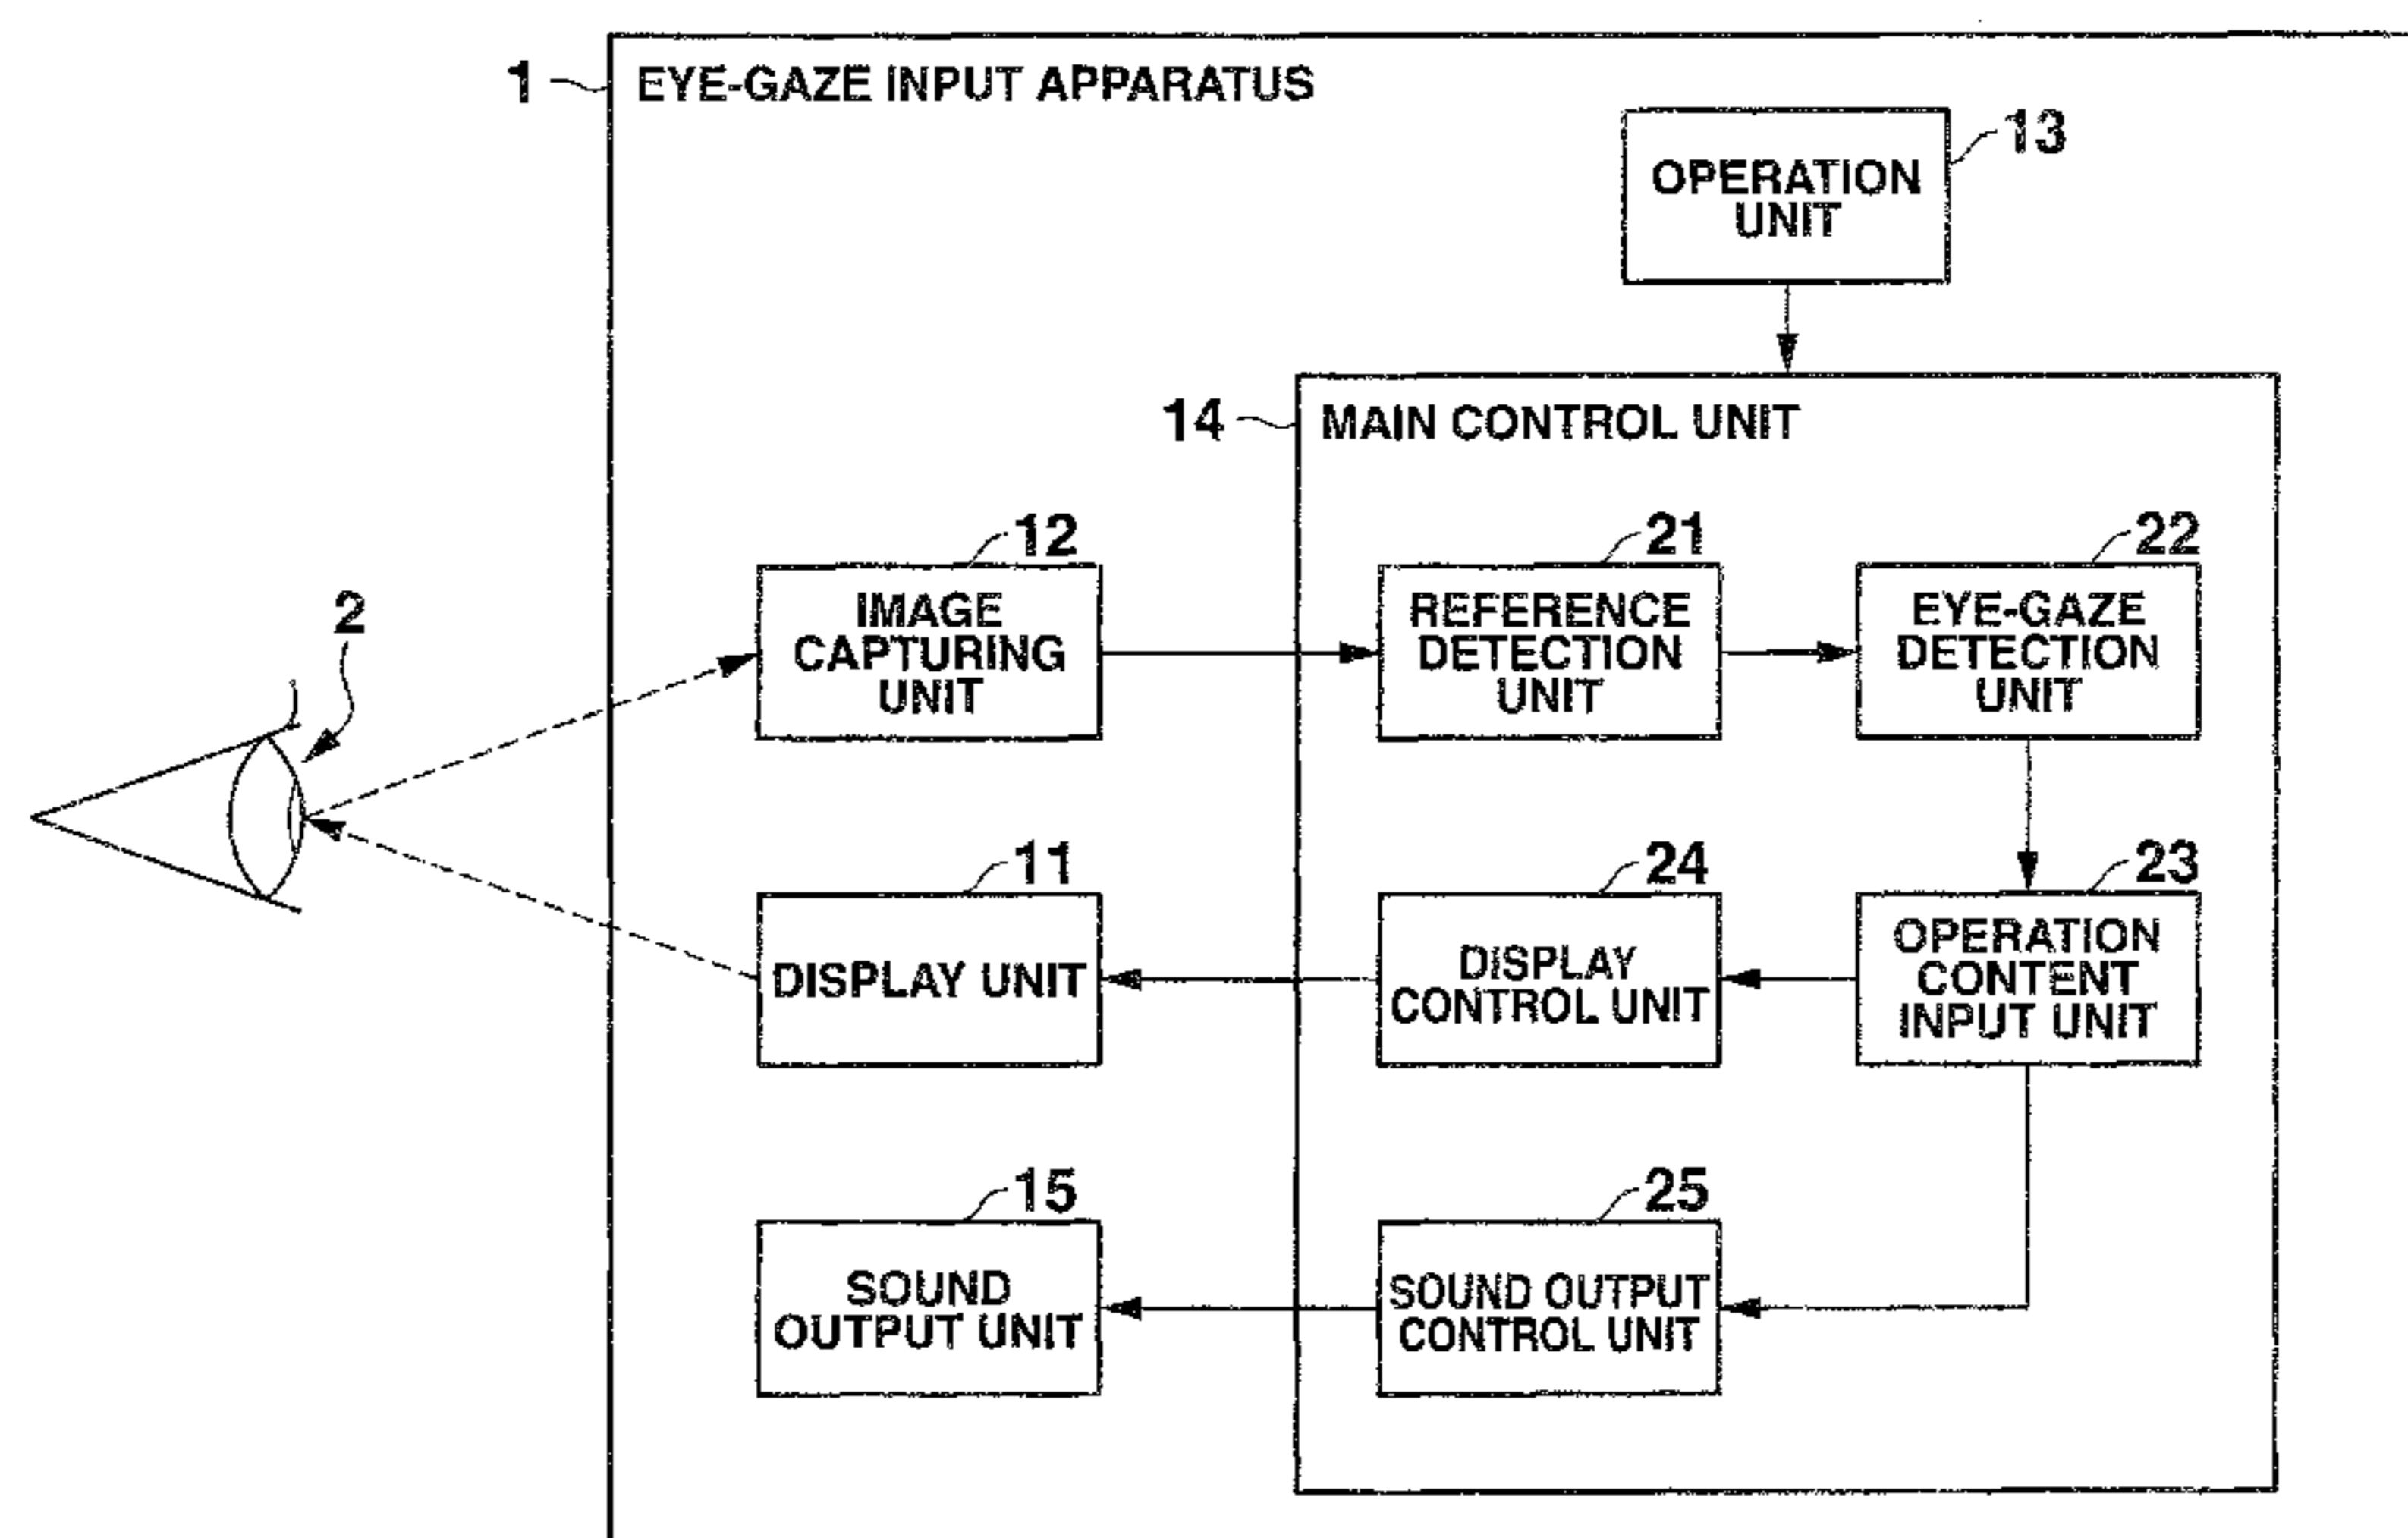 1 EYE-GAZE INPUT APPARATUS
13
OPERATION
UNIT
14 MAIN CONTROL UNIT
12
IMAGE
CAPTURING
UNIT
21
REFERENCE
DETECTION
UNIT
22
EYE-GAZE
DETECTION
UNIT
2
11
DISPLAY UNIT
24
DISPLAY
CONTROL UNIT
23
OPERATION
CONTENT
INPUT UNIT
15
SOUND
OUTPUT UNIT
25
SOUND OUTPUT
CONTROL UNIT